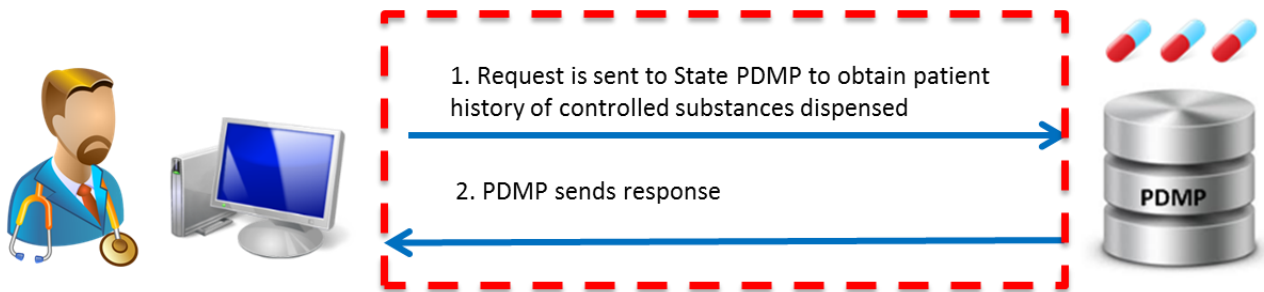 1. Request is sent to State PDMP to obtain patient
history of controlled substances dispensed
2. PDMP sends response
PDMP